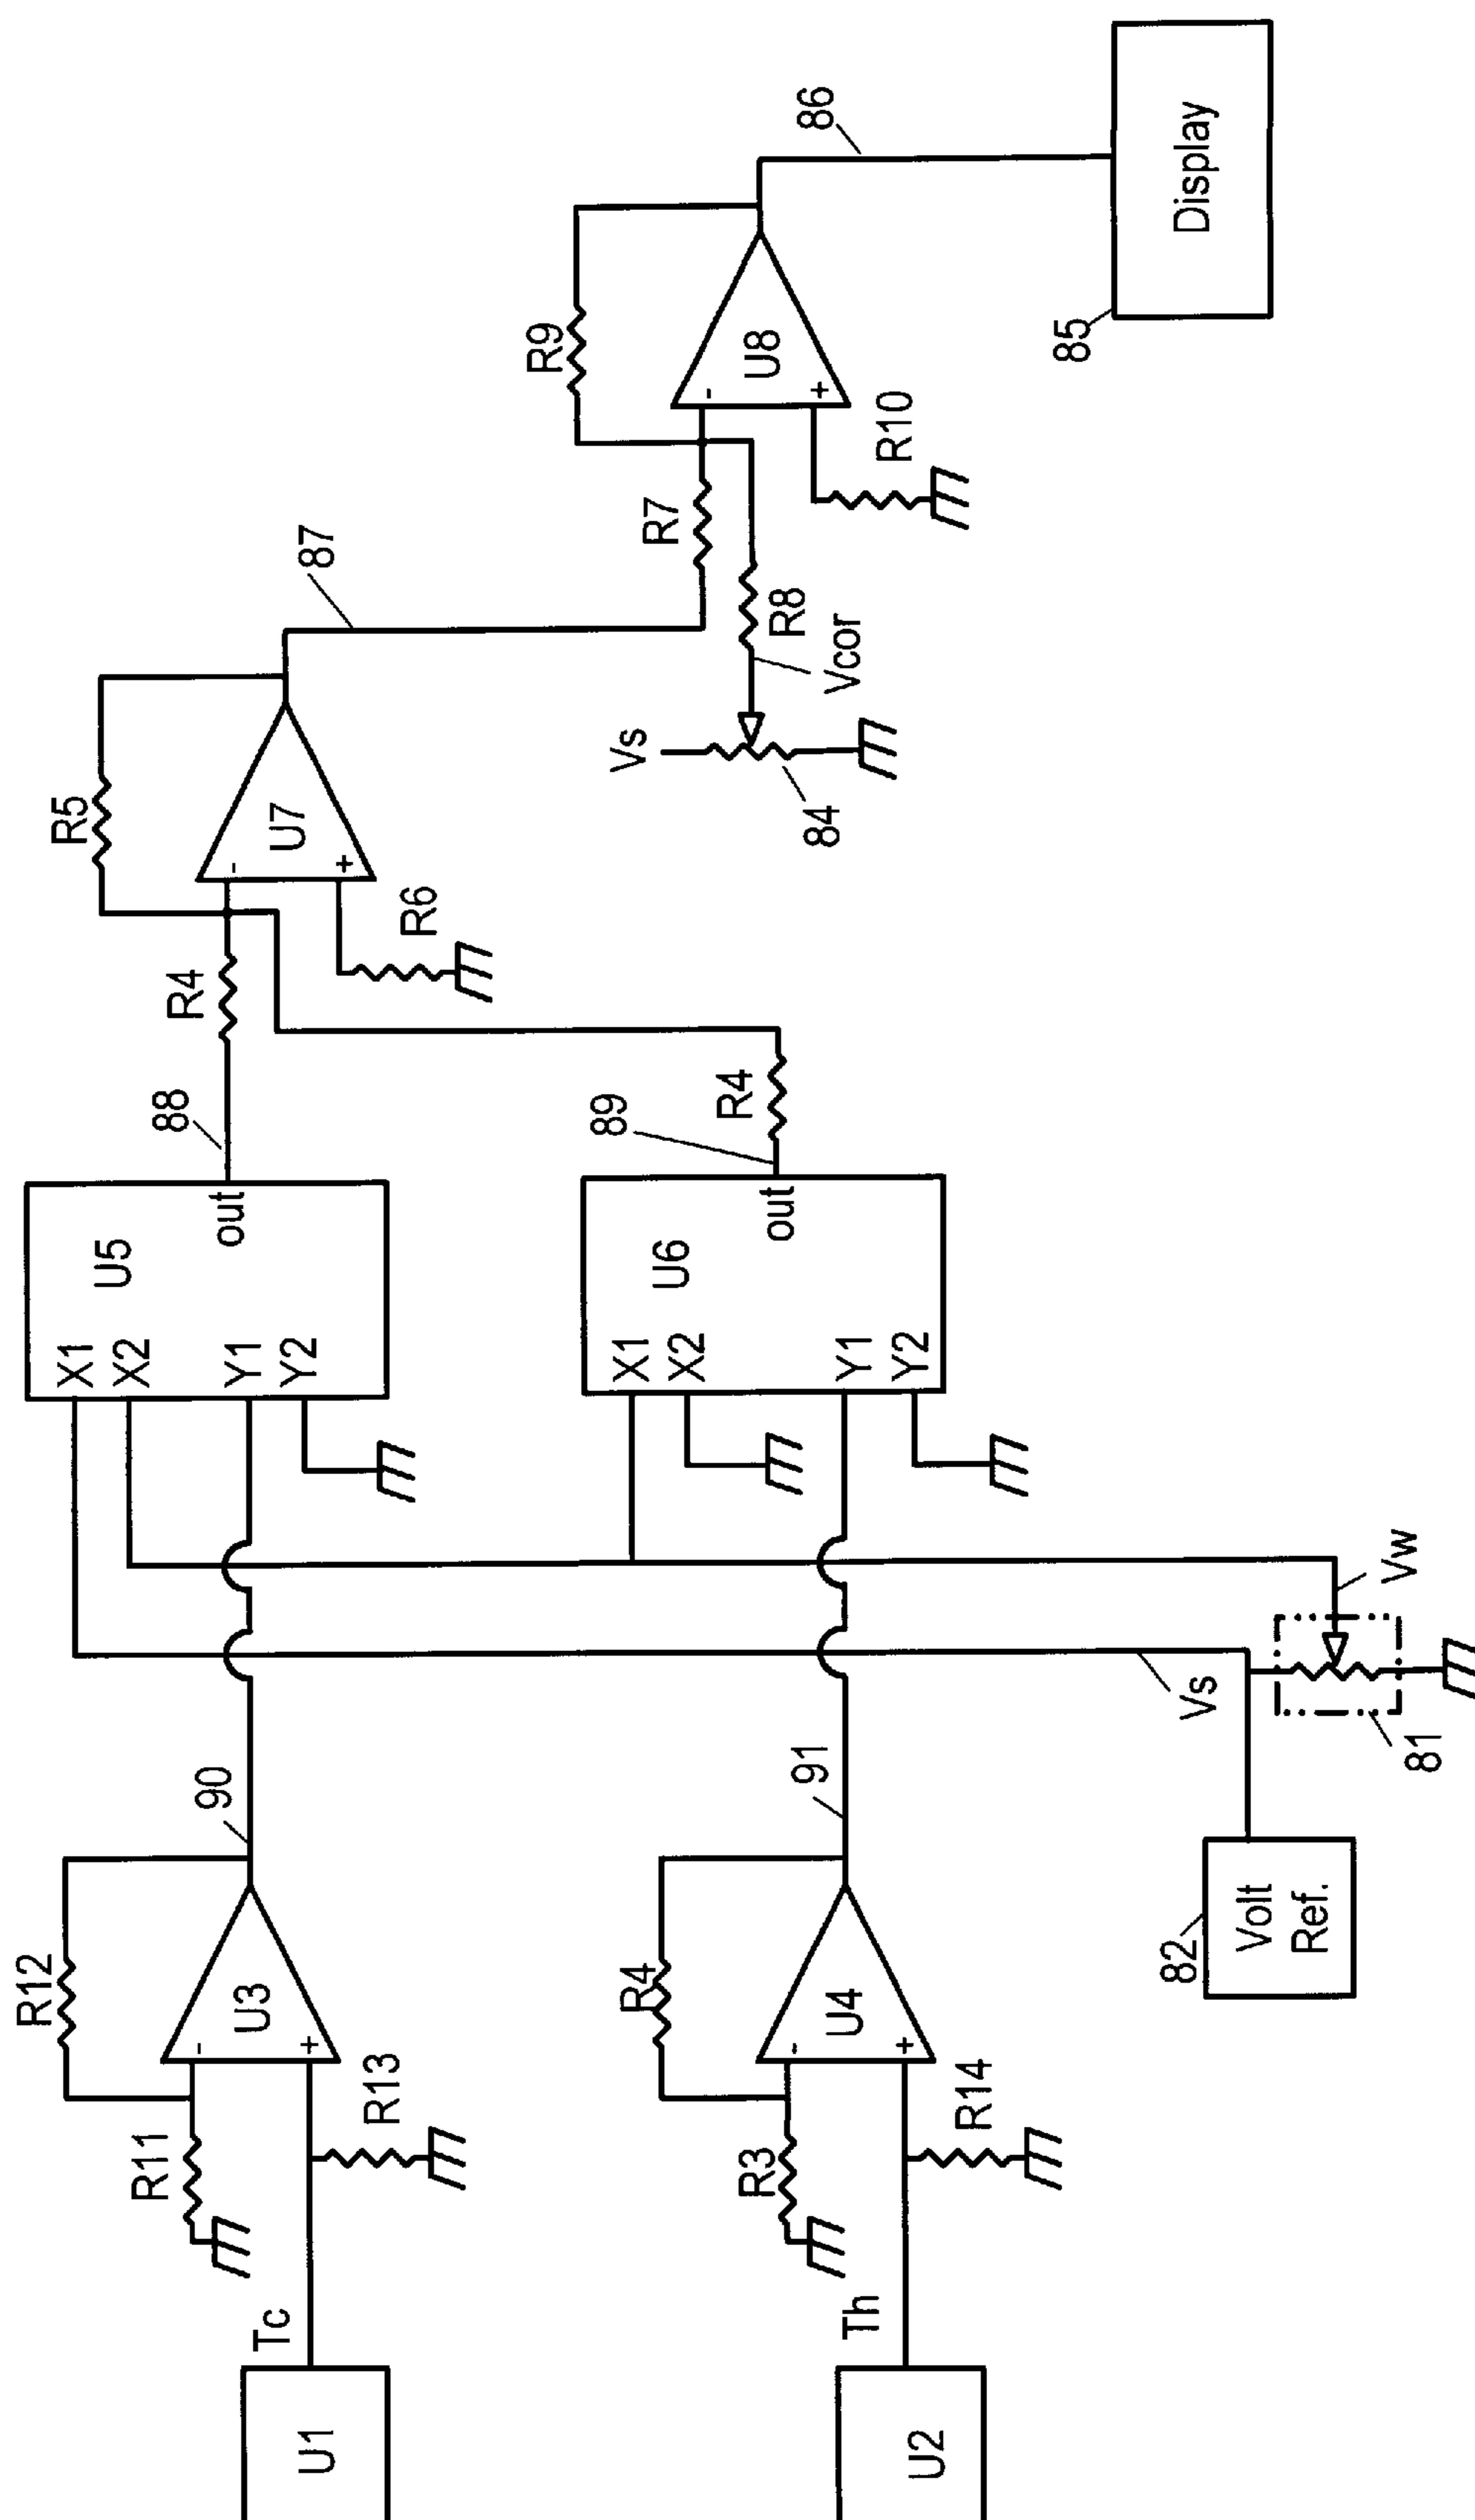 U1
Tc
R11
R12
-
+
U3
R13
90
X1
X2
Y1
Y2
U5
out
88
R4
R5
-
+
U7
R6
87
U2
Th
R3
R4
-
+
U4
R14
91
X1
X2
Y1
Y2
U6
out
89
R4
Vs
84
Vcor
R8
R7
R9
-
+
U8
R10
86
82
Volt
Ref.
Vs
81
Vw
85
Display